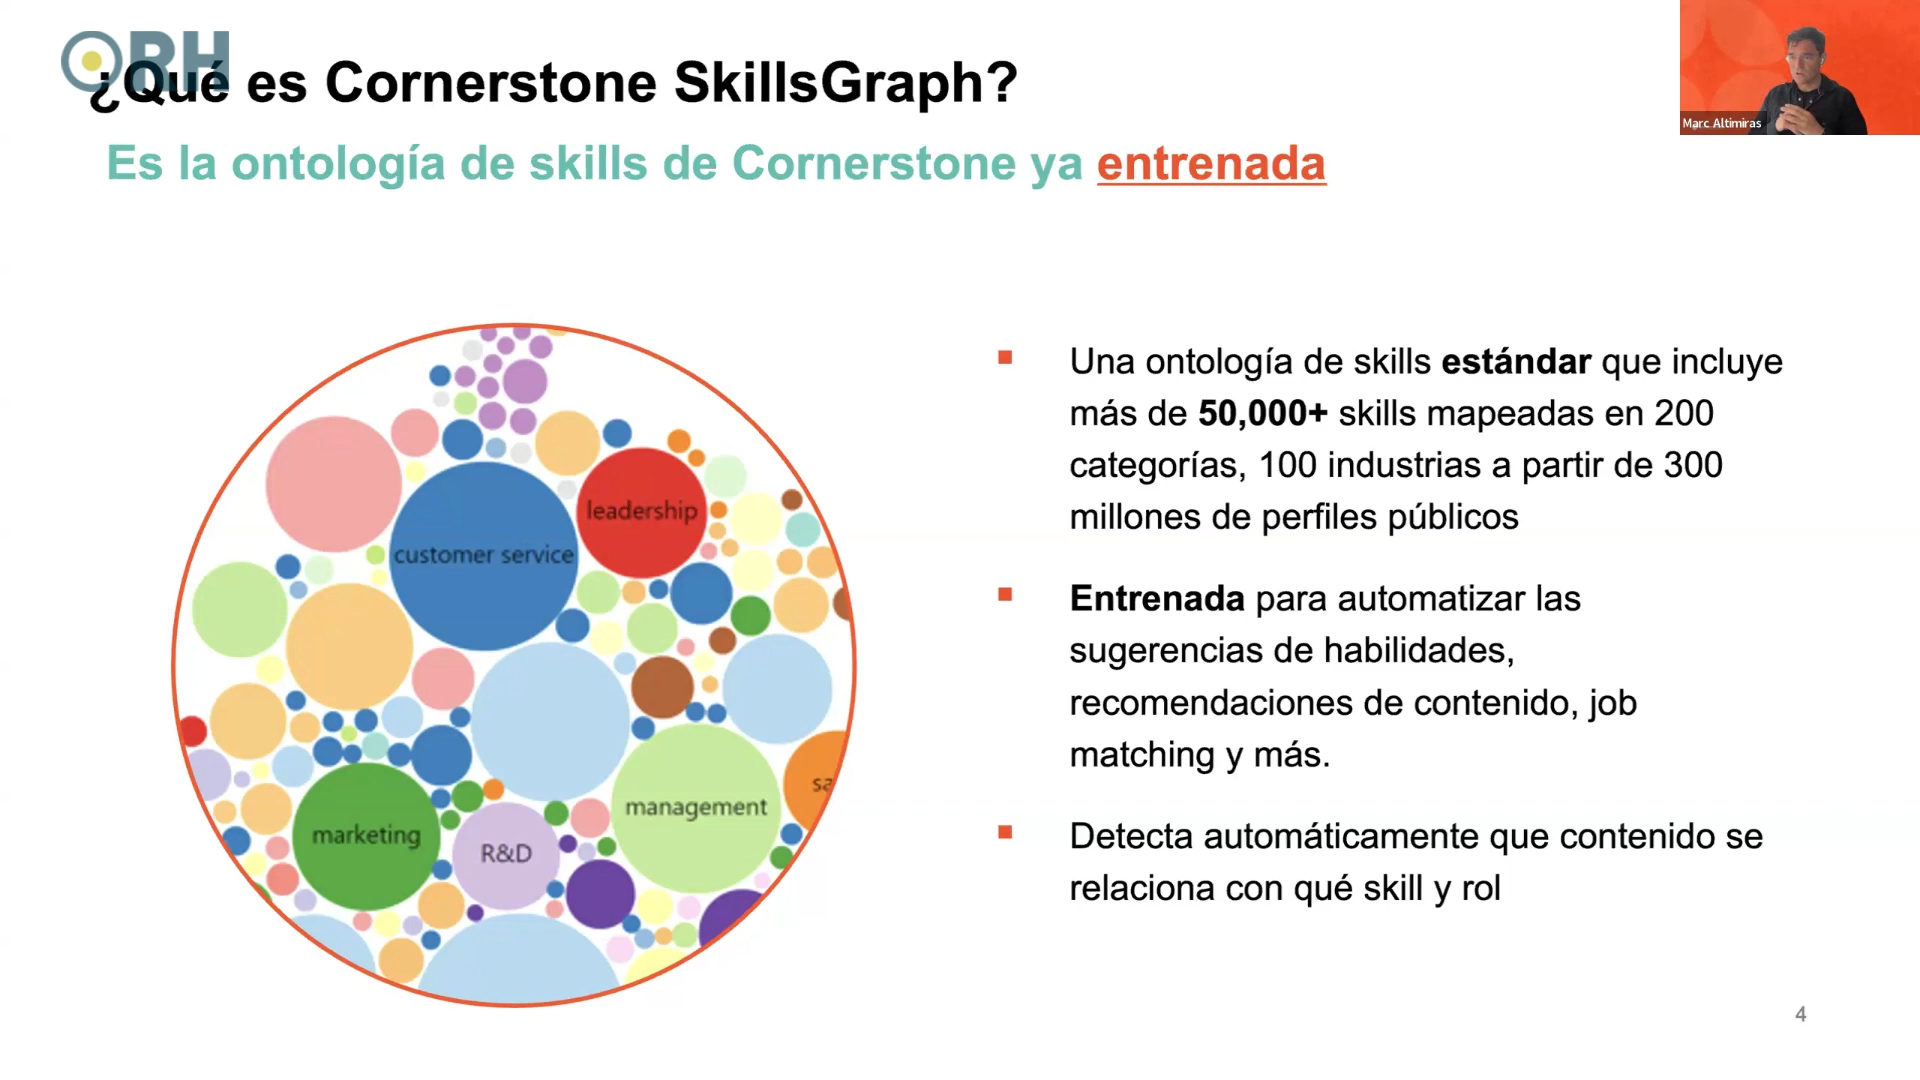 ORH
¿Qué es Cornerstone SkillsGraph?
Marc Altimiras
Es la ontología de skills de Cornerstone ya entrenada
leadership
customer service
management
sa
marketing
R&D
▪ Una ontología de skills estándar que incluye
más de 50,000+ skills mapeadas en 200
categorías, 100 industrias a partir de 300
millones de perfiles públicos
▪ Entrenada para automatizar las
sugerencias de habilidades,
recomendaciones de contenido, job
matching y más.
▪ Detecta automáticamente que contenido se
relaciona con qué skill y rol
4